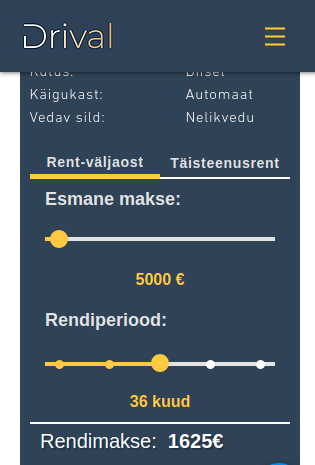 Drival
Kütus: Diisel
Käigukast: Automaat
Vedav sild: Nelikvedu
Rent-väljaost Täisteenusrent
Esmane makse:
5000 €
Rendiperiood:
36 kuud
Rendimakse: 1625€